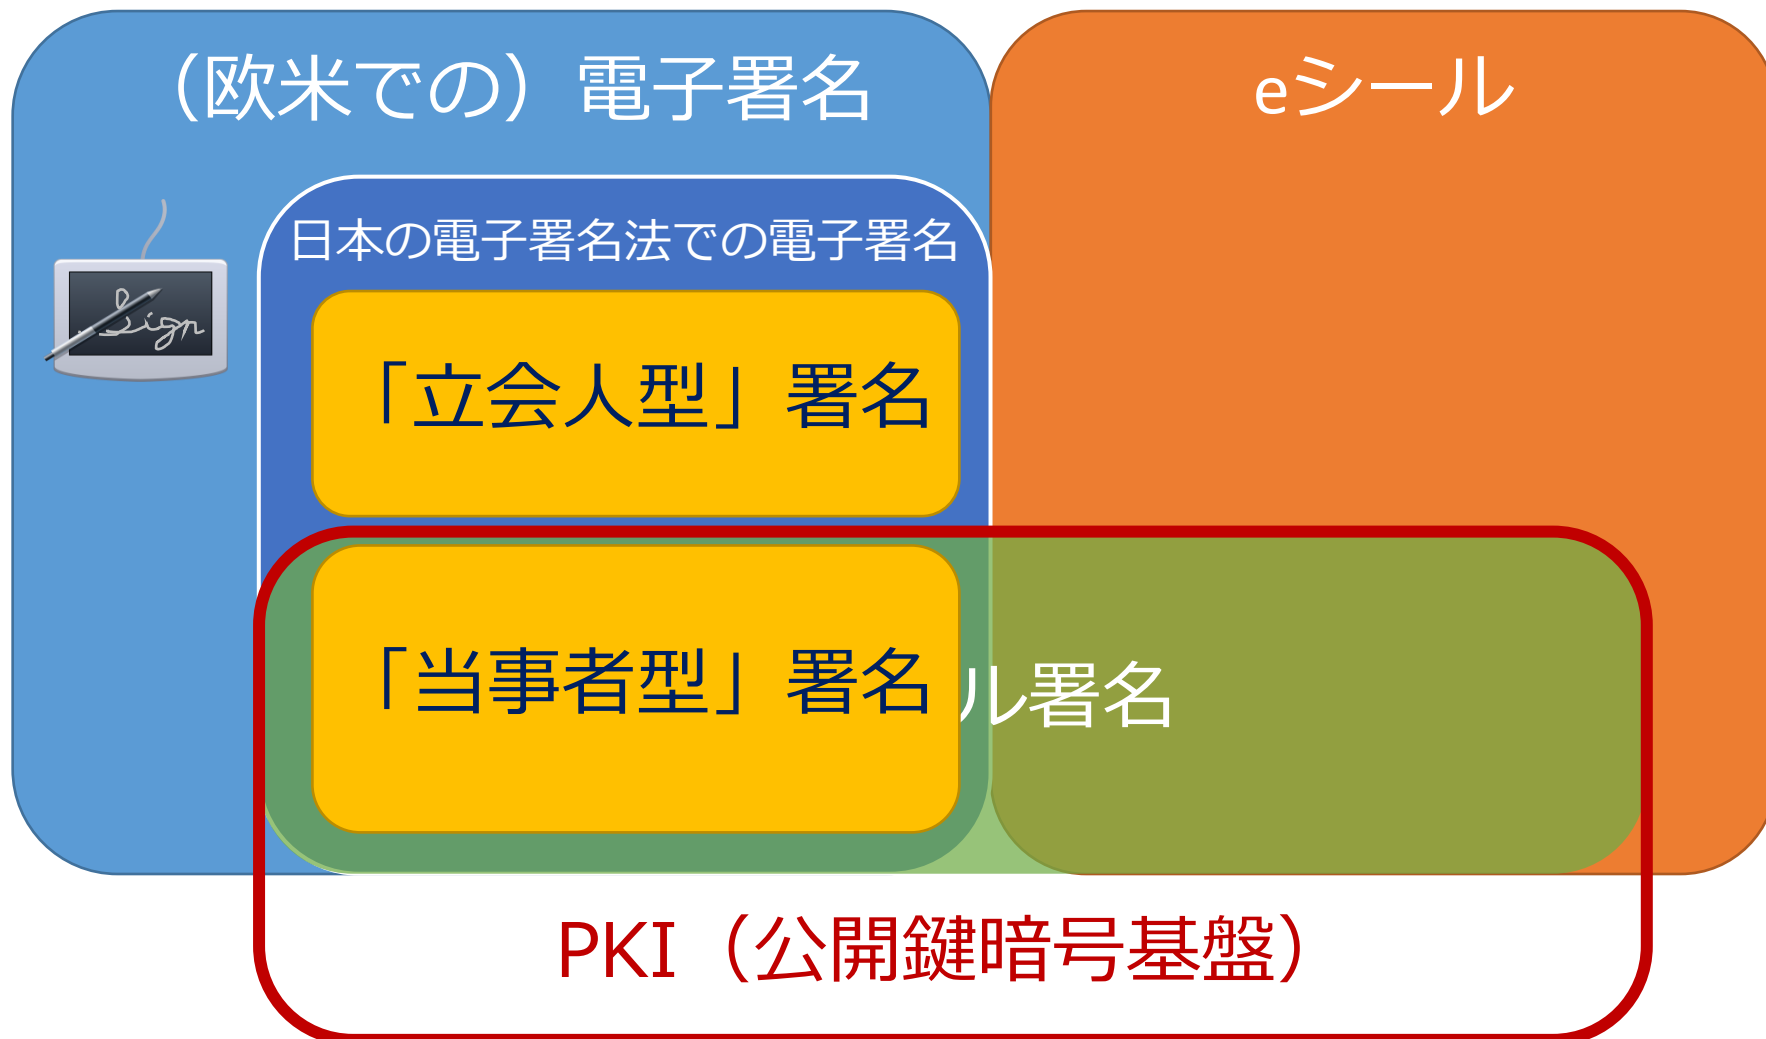 （欧米での）電子署名
eシール
日本の電子署名法での電子署名
Sign
「立会人型」署名
「当事者型」署名
ル署名
PKI（公開鍵暗号基盤）